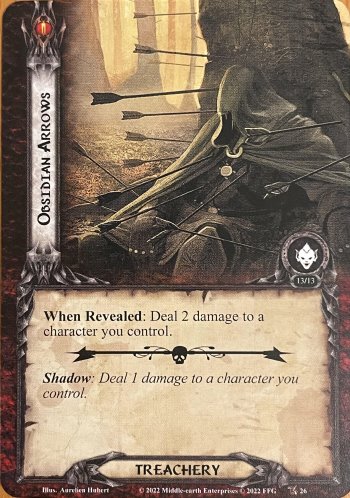 OBSIDIAN ARROWS
13/13
When Revealed: Deal 2 damage to a
character you control.
Shadow: Deal 1 damage to a character you
control.
TREACHERY
Illus. Aurelien Hubert © 2022 Middle-earth Enterprises © 2022 FFG 26